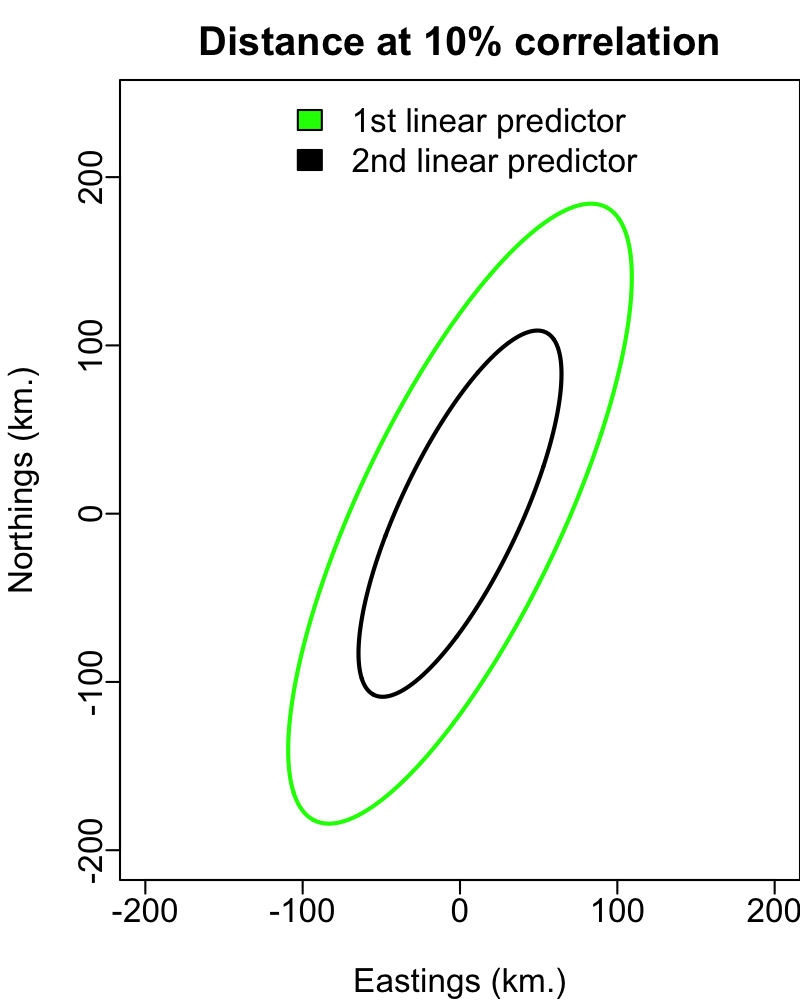 Distance at 10% correlation
1st linear predictor
2nd linear predictor
200
100
0
-100
-200
Northings (km.)
-200 -100 0 100 200
Eastings (km.)